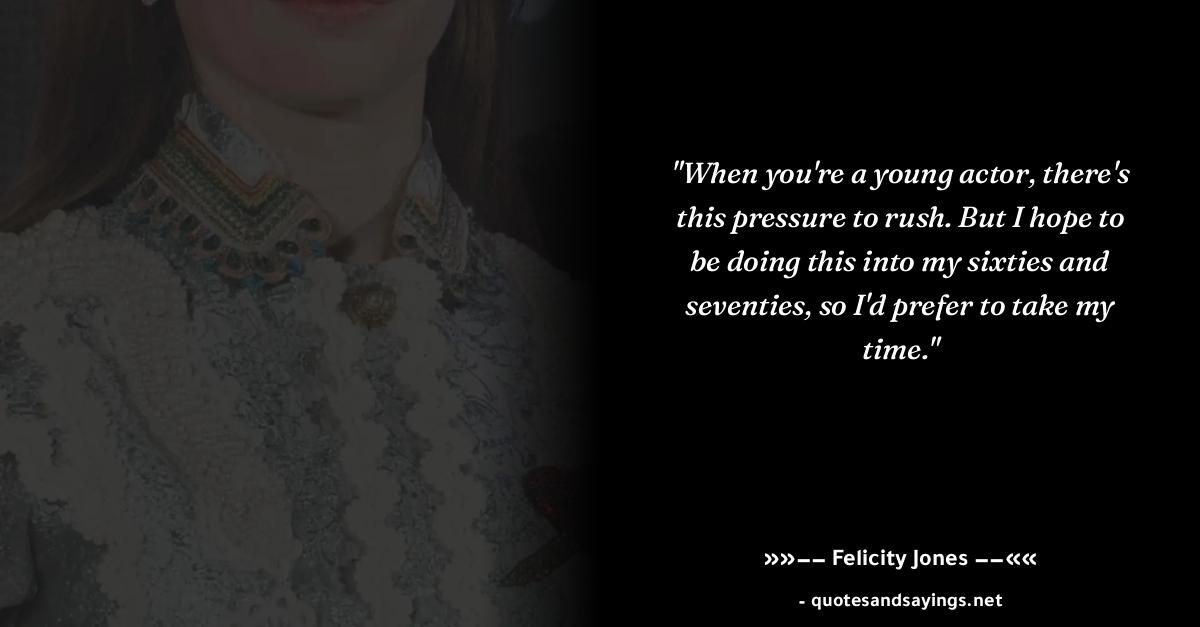 "When you're a young actor, there's
this pressure to rush. But I hope to
be doing this into my sixties and
seventies, so I'd prefer to take my
time."
»»−− Felicity Jones −−««
- quotesandsayings.net